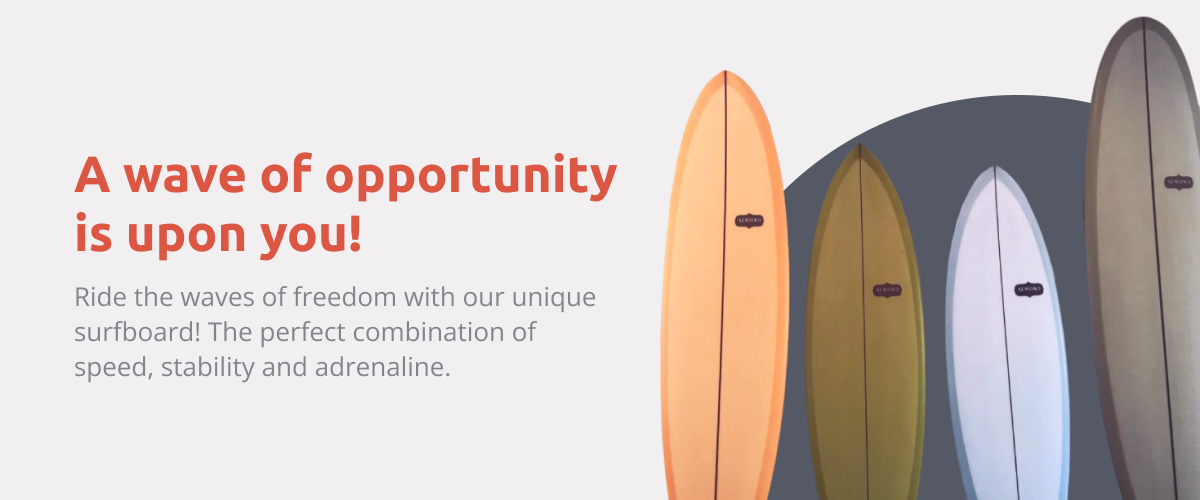 A wave of opportunity
is upon you!
Ride the waves of freedom with our unique
surfboard! The perfect combination of
speed, stability and adrenaline.
ALMOND
ALMOND
ALMOND
ALMOND